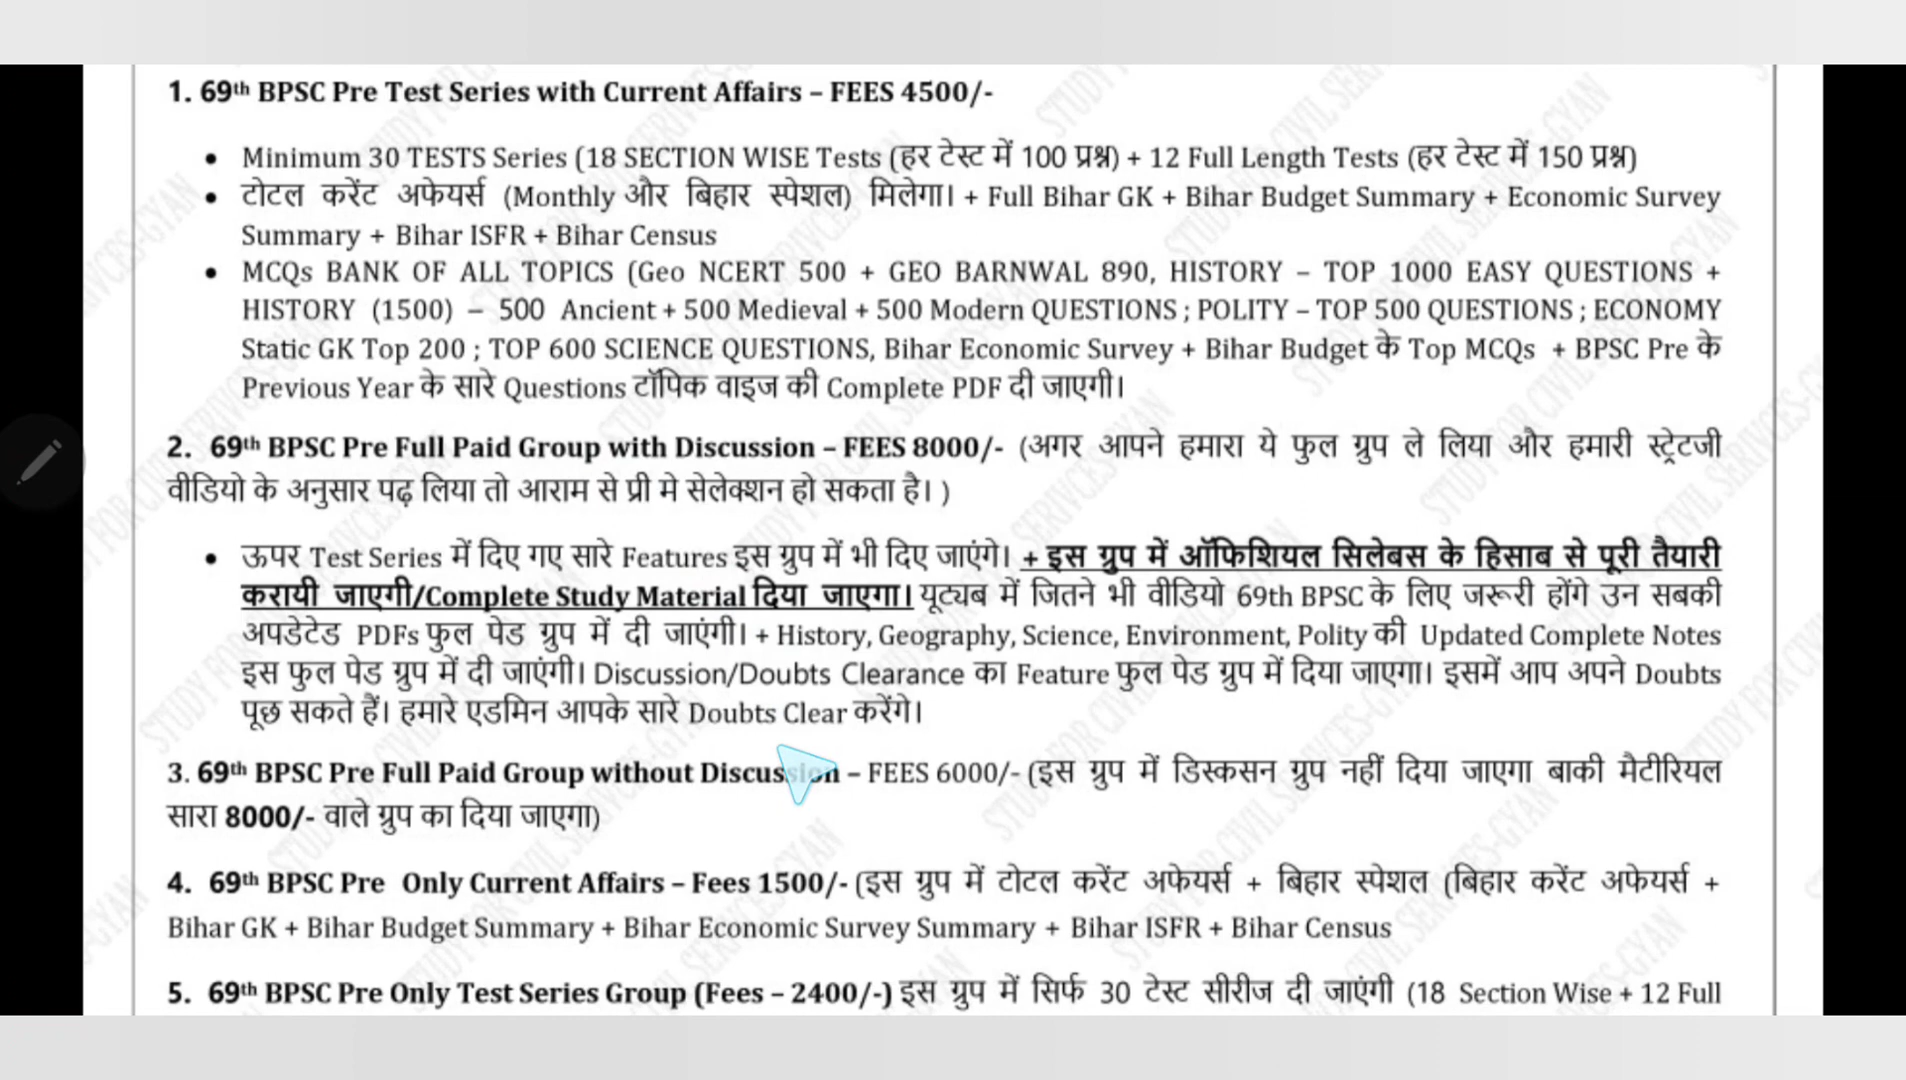 1. 69th BPSC Pre Test Series with Current Affairs – FEES 4500/-
• Minimum 30 TESTS Series (18 SECTION WISE Tests (हर टेस्ट में 100 प्रश्न) + 12 Full Length Tests (हर टेस्ट में 150 प्रश्न)
• टोटल करेंट अफेयर्स (Monthly और बिहार स्पेशल) मिलेगा। + Full Bihar GK + Bihar Budget Summary + Economic Survey
Summary + Bihar ISFR + Bihar Census
• MCQs BANK OF ALL TOPICS (Geo NCERT 500 + GEO BARNWAL 890, HISTORY – TOP 1000 EASY QUESTIONS +
HISTORY (1500) – 500 Ancient + 500 Medieval + 500 Modern QUESTIONS ; POLITY – TOP 500 QUESTIONS ; ECONOMY
Static GK Top 200 ; TOP 600 SCIENCE QUESTIONS, Bihar Economic Survey + Bihar Budget के Top MCQs + BPSC Pre के
Previous Year के सारे Questions टॉपिक वाइज की Complete PDF दी जाएगी।
2. 69th BPSC Pre Full Paid Group with Discussion – FEES 8000/- (अगर आपने हमारा ये फुल ग्रुप ले लिया और हमारी स्ट्रेटजी
वीडियो के अनुसार पढ़ लिया तो आराम से प्री मे सेलेक्शन हो सकता है। )
• ऊपर Test Series में दिए गए सारे Features इस ग्रुप में भी दिए जाएंगे। + इस ग्रुप में ऑफिशियल सिलेबस के हिसाब से पूरी तैयारी
करायी जाएगी/Complete Study Material दिया जाएगा। यूट्यब में जितने भी वीडियो 69th BPSC के लिए जरूरी होंगे उन सबकी
अपडेटेड PDFs फुल पेड ग्रुप में दी जाएंगी। + History, Geography, Science, Environment, Polity की Updated Complete Notes
इस फुल पेड ग्रुप में दी जाएंगी। Discussion/Doubts Clearance का Feature फुल पेड ग्रुप में दिया जाएगा। इसमें आप अपने Doubts
पूछ सकते हैं। हमारे एडमिन आपके सारे Doubts Clear करेंगे।
3. 69th BPSC Pre Full Paid Group without Discussion – FEES 6000/- (इस ग्रुप में डिस्कसन ग्रुप नहीं दिया जाएगा बाकी मैटीरियल
सारा 8000/- वाले ग्रुप का दिया जाएगा)
4. 69th BPSC Pre Only Current Affairs – Fees 1500/- (इस ग्रुप में टोटल करेंट अफेयर्स + बिहार स्पेशल (बिहार करेंट अफेयर्स +
Bihar GK + Bihar Budget Summary + Bihar Economic Survey Summary + Bihar ISFR + Bihar Census
5. 69th BPSC Pre Only Test Series Group (Fees – 2400/-) इस ग्रुप में सिर्फ 30 टेस्ट सीरीज दी जाएंगी (18 Section Wise + 12 Full